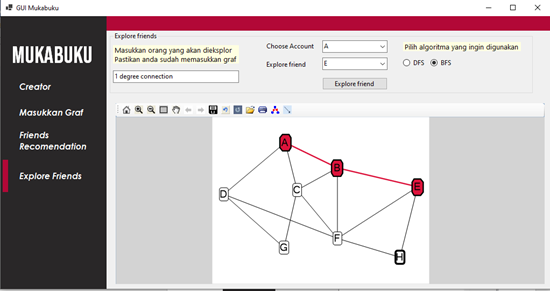 GUI Mukabuku
MUKABUKU
Creator
Masukkan Graf
Friends
Recomendation
Explore Friends
Explore friends
Masukkan orang yang akan dieksplor
Pastikan anda sudah memasukkan graf
1 degree connection
Choose Account
A
Explore friend
E
Explore friend
Pilih algoritma yang ingin digunakan
DFS
BFS
A
B
E
D
C
G
F
H